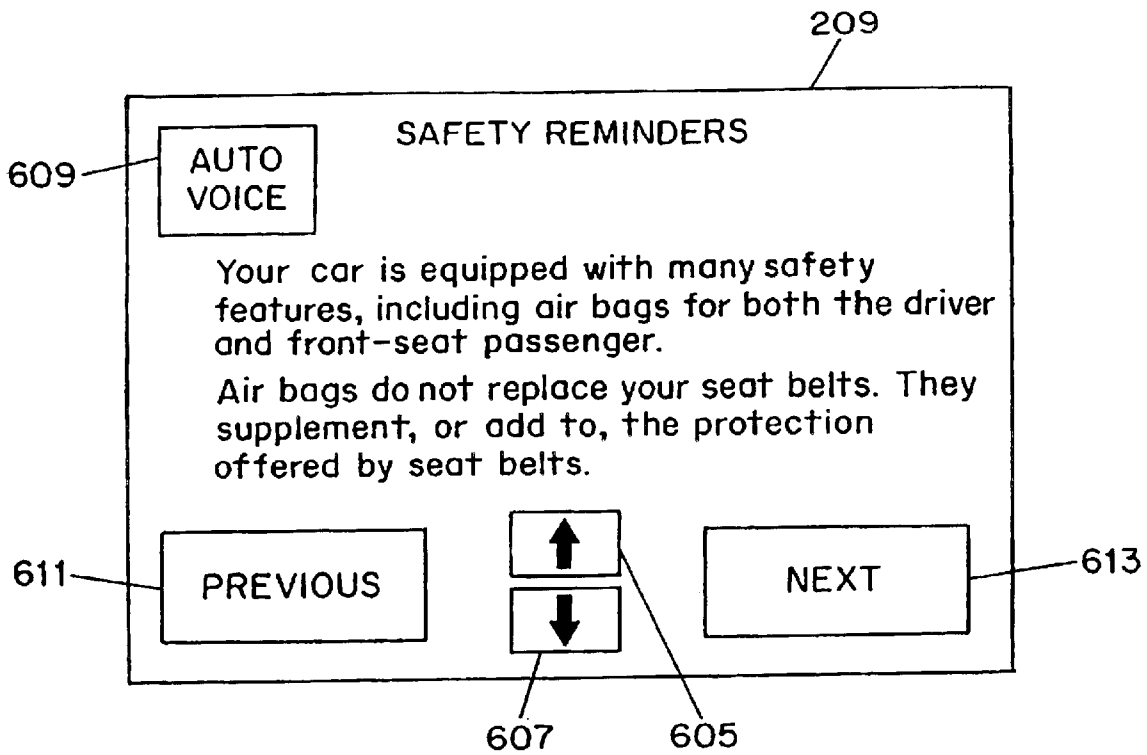 209
SAFETY REMINDERS
609
AUTO
VOICE
Your car is equipped with many safety
features, including air bags for both the driver
and front-seat passenger.
Air bags do not replace your seat belts. They
supplement, or add to, the protection
offered by seat belts.
611
PREVIOUS
NEXT
613
607
605